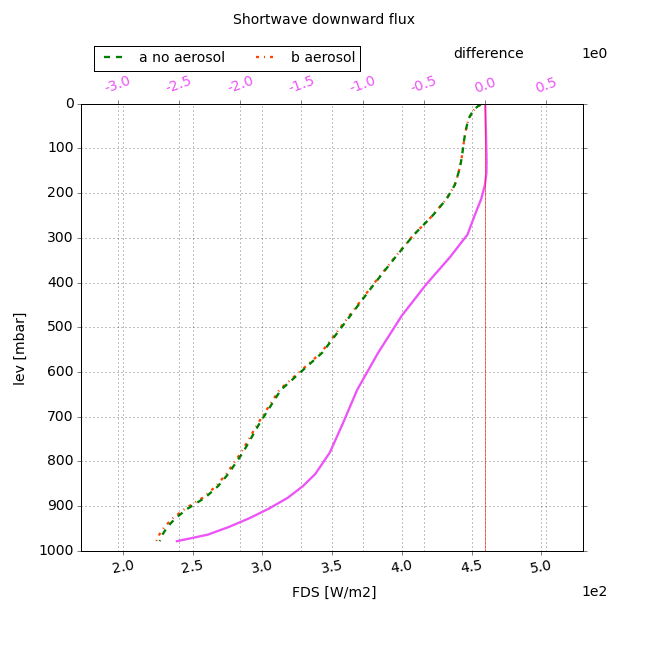 Shortwave downward flux
a no aerosol b aerosol difference 1e0
-3.0 -2.5 -2.0 -1.5 -1.0 -0.5 0.0 0.5
0
100
200
300
400
500
600
700
800
900
1000
lev [mbar]
2.0 2.5 3.0 3.5 4.0 4.5 5.0
FDS [W/m2] 1e2